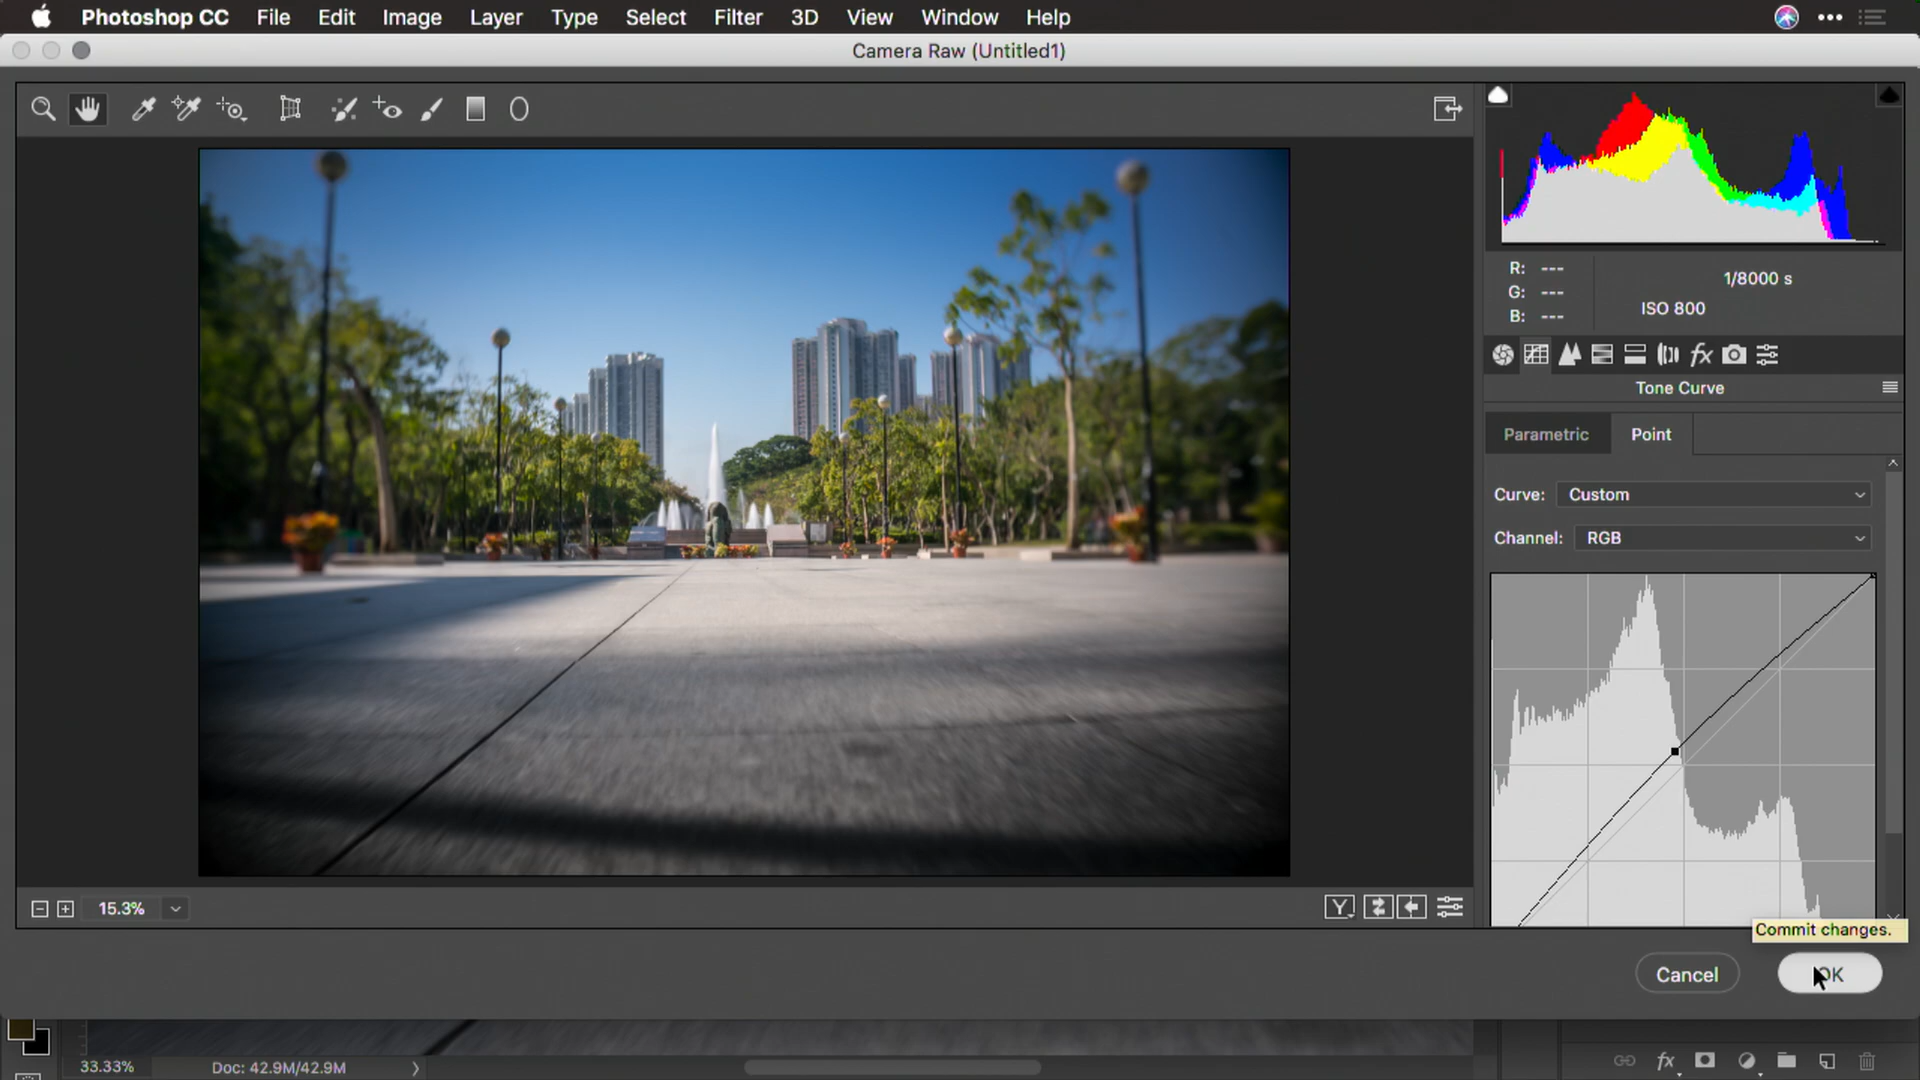 Photoshop CC File Edit Image Layer Type Select Filter 3D View Window Help
Camera Raw (Untitled1)
R: ---
G: ---
B: ---
1/8000 s
ISO 800
fx
Tone Curve
Parametric Point
Curve: Custom
Channel: RGB
15.3%
Y
Commit changes.
Cancel OK
33.33% Doc: 42.9M/42.9M
fx